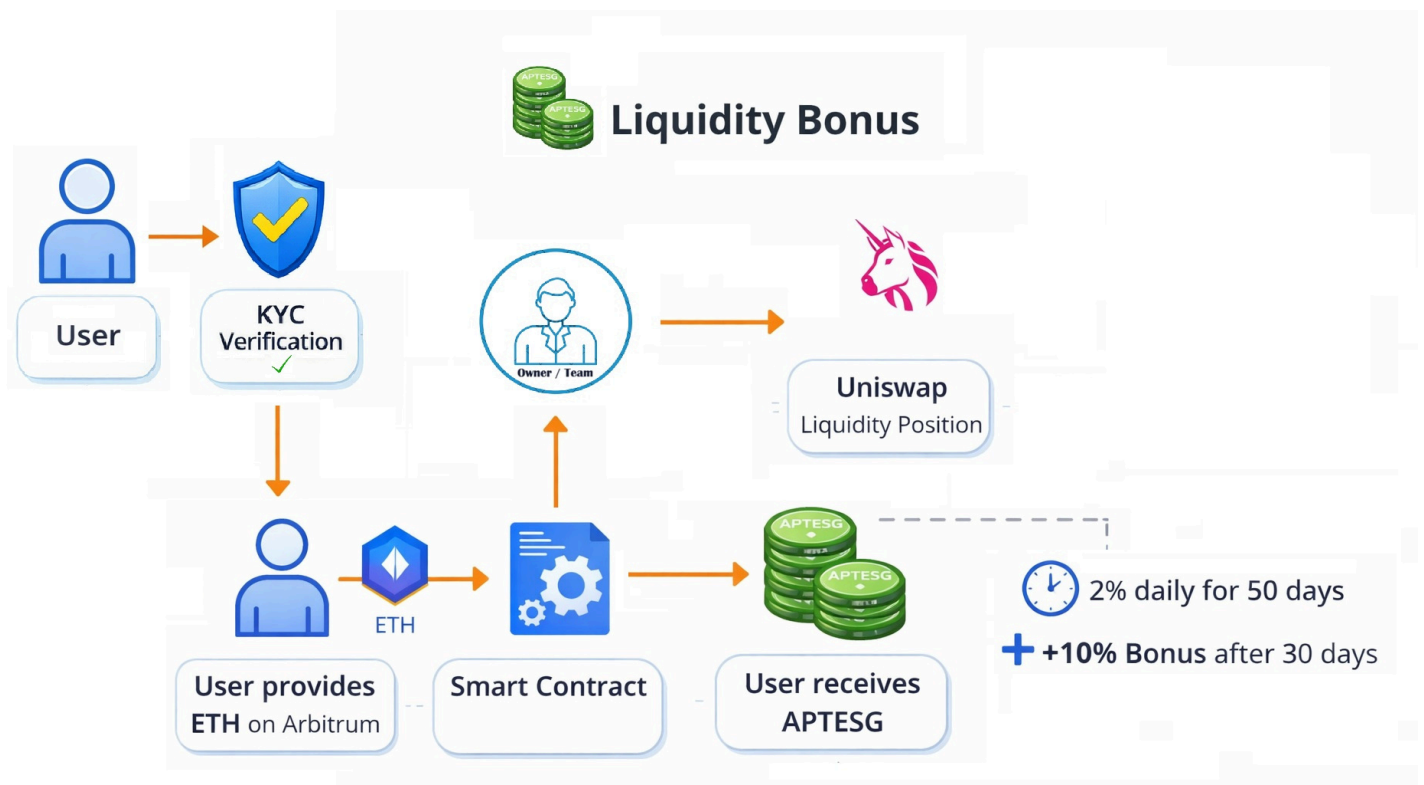 APTESG
APTESG
Liquidity Bonus
User
KYC
Verification
Owner / Team
Uniswap
Liquidity Position
ETH
APTESG
APTESG
2% daily for 50 days
+10% Bonus after 30 days
User provides
ETH on Arbitrum
Smart Contract
User receives
APTESG